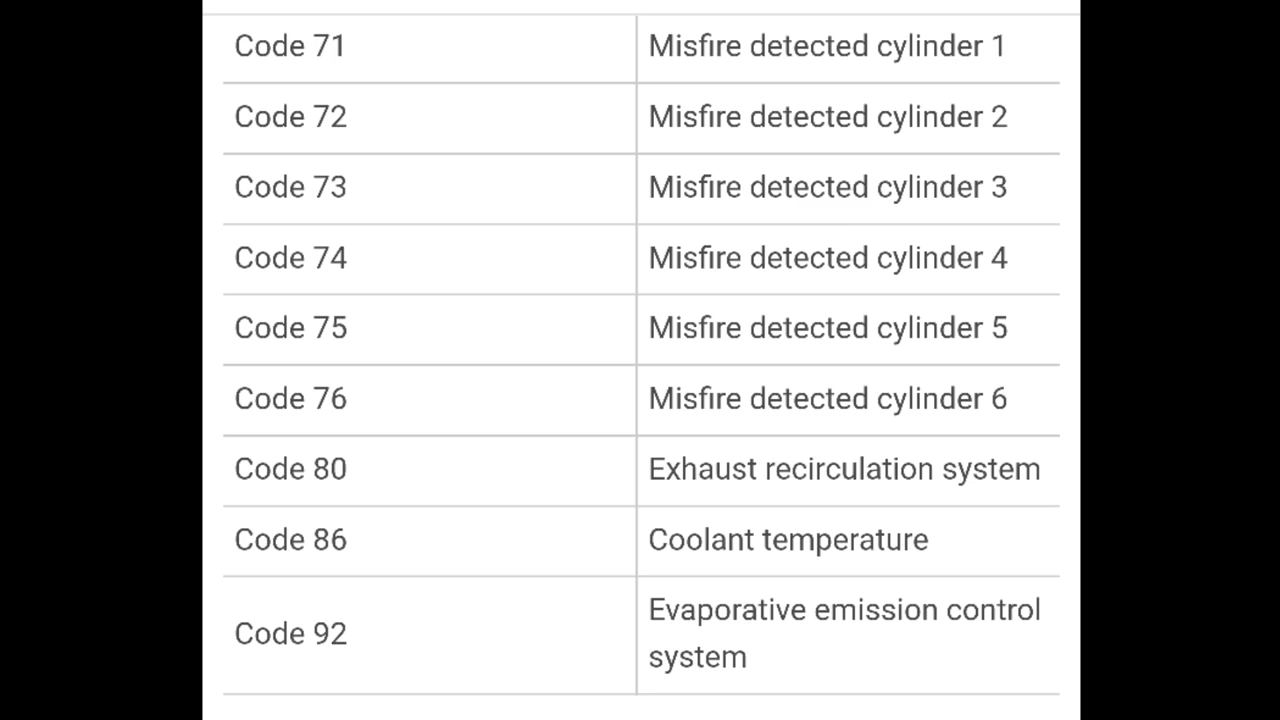 Code 71 Misfire detected cylinder 1
Code 72 Misfire detected cylinder 2
Code 73 Misfire detected cylinder 3
Code 74 Misfire detected cylinder 4
Code 75 Misfire detected cylinder 5
Code 76 Misfire detected cylinder 6
Code 80 Exhaust recirculation system
Code 86 Coolant temperature
Code 92 Evaporative emission control
system